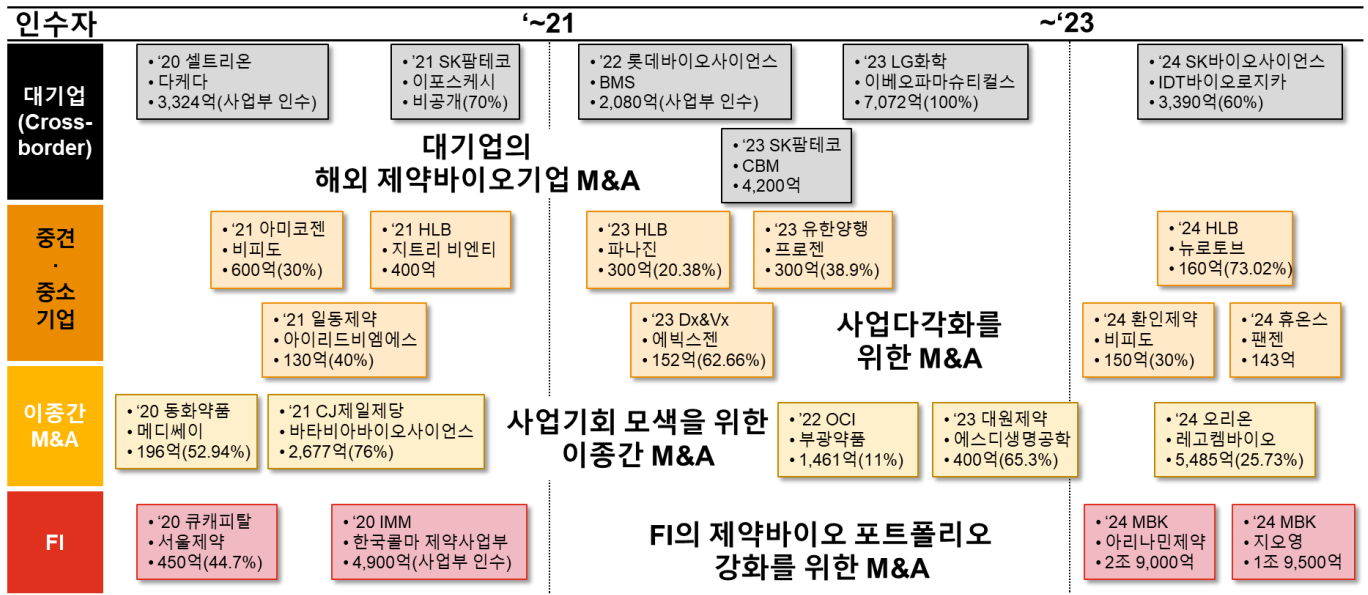 인수자
‘~21
~‘23
대기업
(Cross-
border)
• ‘20 셀트리온
• 다케다
• 3,324억(사업부 인수)
• ’21 SK팜테코
• 이포스케시
• 비공개(70%)
• ’22 롯데바이오사이언스
• BMS
• 2,080억(사업부 인수)
• ‘23 LG화학
• 이베오파마슈티컬스
• 7,072억(100%)
• ‘24 SK바이오사이언스
• IDT바이오로지카
• 3,390억(60%)
대기업의
해외 제약바이오기업 M&A
• ‘23 SK팜테코
• CBM
• 4,200억
중견
·
중소
기업
• ‘21 아미코젠
• 비피도
• 600억(30%)
• ‘21 HLB
• 지트리 비엔티
• 400억
• ‘23 HLB
• 파나진
• 300억(20.38%)
• ‘23 유한양행
• 프로젠
• 300억(38.9%)
• ‘24 HLB
• 뉴로토브
• 160억(73.02%)
• ‘21 일동제약
• 아이리드비엠에스
• 130억(40%)
• ‘23 Dx&Vx
• 에빅스젠
• 152억(62.66%)
사업다각화를
위한 M&A
• ‘24 환인제약
• 비피도
• 150억(30%)
• ‘24 휴온스
• 팬젠
• 143억
이종간
M&A
• ‘20 동화약품
• 메디쎄이
• 196억(52.94%)
• ‘21 CJ제일제당
• 바타비아바이오사이언스
• 2,677억(76%)
사업기회 모색을 위한
이종간 M&A
• ‘22 OCI
• 부광약품
• 1,461억(11%)
• ‘23 대원제약
• 에스디생명공학
• 400억(65.3%)
• ‘24 오리온
• 레고켐바이오
• 5,485억(25.73%)
FI
• ‘20 큐캐피탈
• 서울제약
• 450억(44.7%)
• ‘20 IMM
• 한국콜마 제약사업부
• 4,900억(사업부 인수)
FI의 제약바이오 포트폴리오
강화를 위한 M&A
• ‘24 MBK
• 아리나민제약
• 2조 9,000억
• ‘24 MBK
• 지오영
• 1조 9,500억